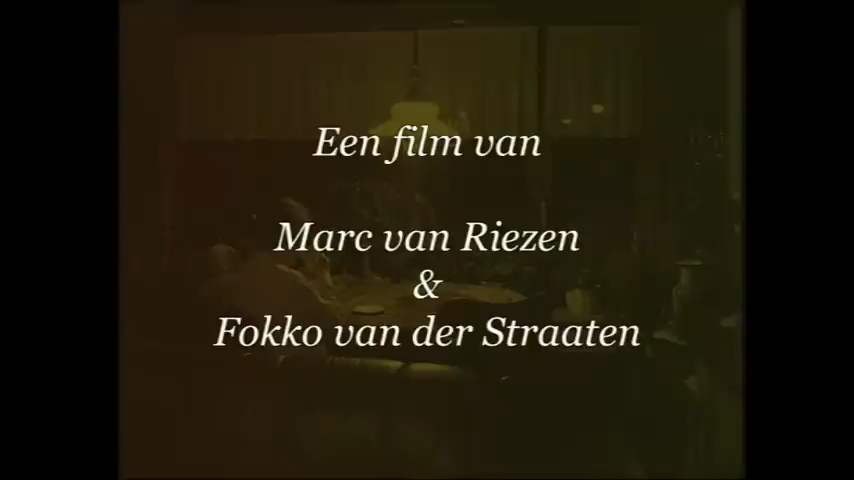 Een film van
Marc van Riezen
&
Fokko van der Straaten